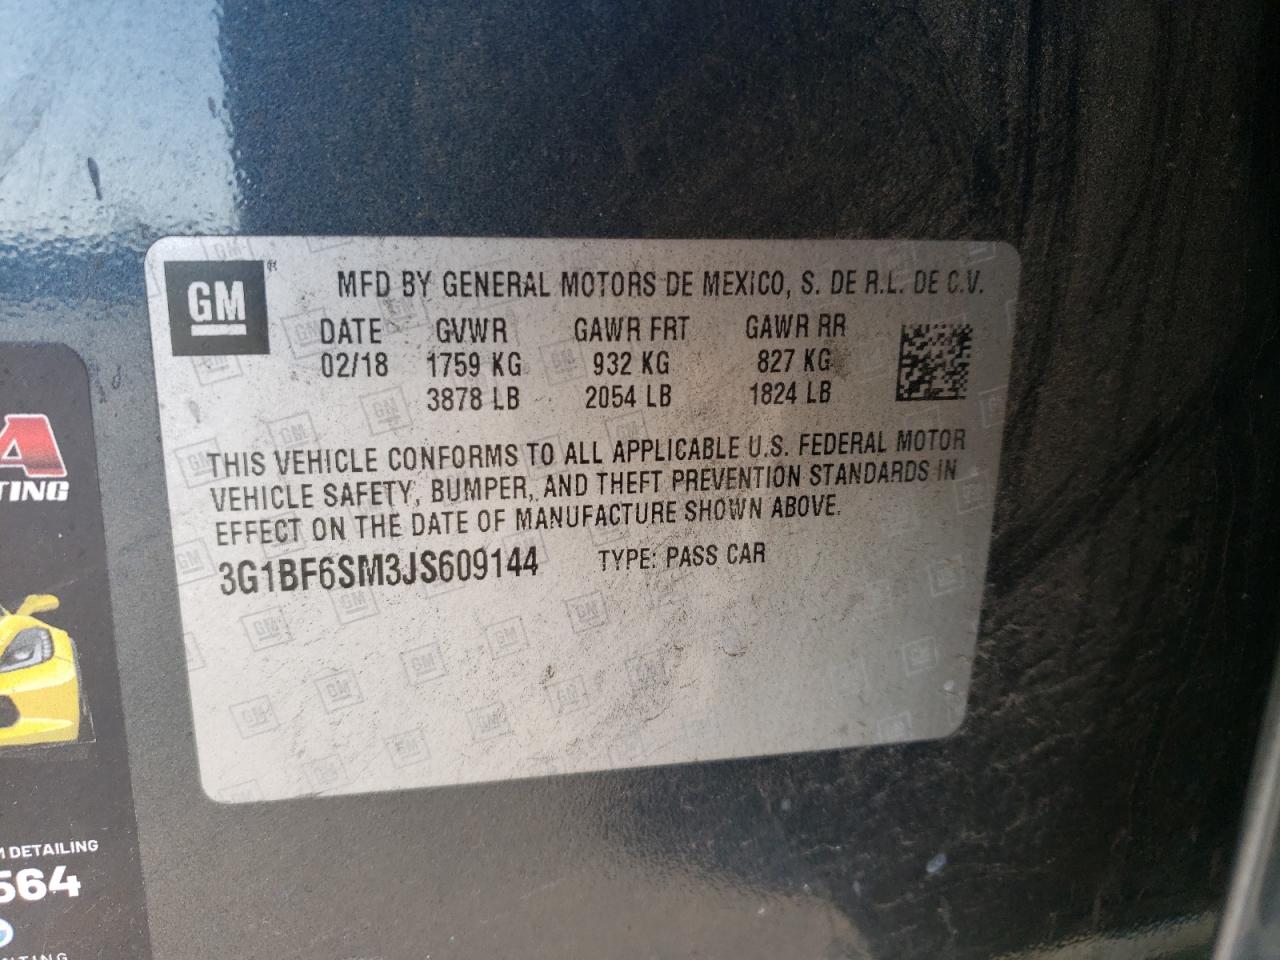 GM®
MFD BY GENERAL MOTORS DE MEXICO, S. DE R.L. DE C.V.
DATE GVWR GAWR FRT GAWR RR
02/18 1759 KG 932 KG 827 KG
3878 LB 2054 LB 1824 LB
THIS VEHICLE CONFORMS TO ALL APPLICABLE U.S. FEDERAL MOTOR
VEHICLE SAFETY, BUMPER, AND THEFT PREVENTION STANDARDS IN
EFFECT ON THE DATE OF MANUFACTURE SHOWN ABOVE.
3G1BF6SM3JS609144 TYPE: PASS CAR
A
TING
DETAILING
564